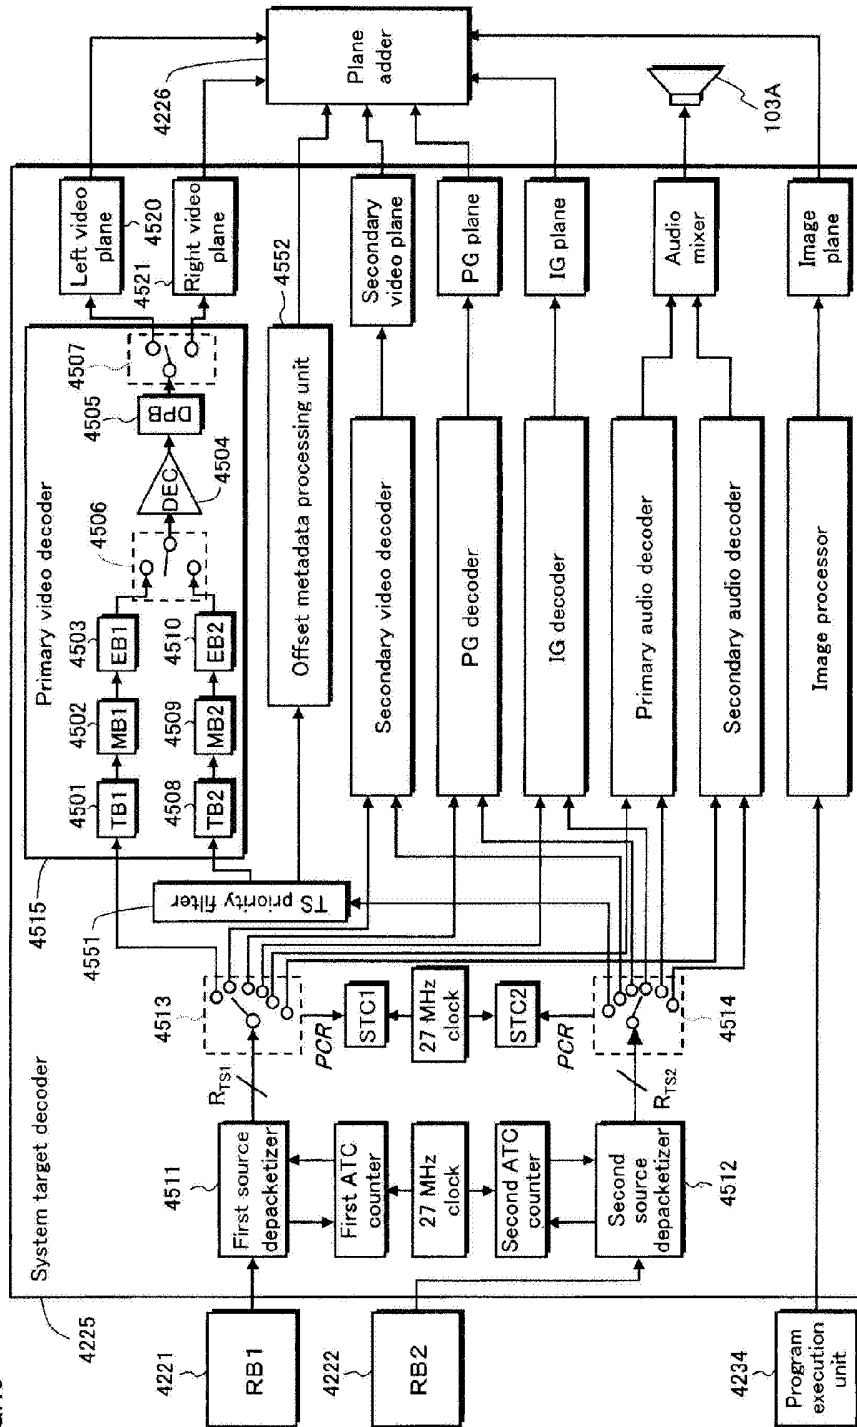 System target decoder
4225
4221
RB1
4222
RB2
4234
Program
execution
unit
4511
First source
depacketizer
First ATC
counter
27 MHz
clock
Second ATC
counter
Second
source
depacketizer
4512
RTS1
RTS2
4513
PCR
STC1
27 MHz
clock
STC2
PCR
4514
4551
TS
priority filter
4515
Primary video decoder
4501
TB1
4502
MB1
4503
EB1
4508
TB2
4509
MB2
4510
EB2
4506
DEC
4504
4505
DPB
4507
Offset metadata processing unit
4552
Secondary video decoder
PG decoder
IG decoder
Primary audio decoder
Secondary audio decoder
Image processor
Left video
plane
4520
4521
Right video
plane
Secondary
video plane
PG plane
IG plane
Audio
mixer
Image
plane
4226
Plane
adder
103A